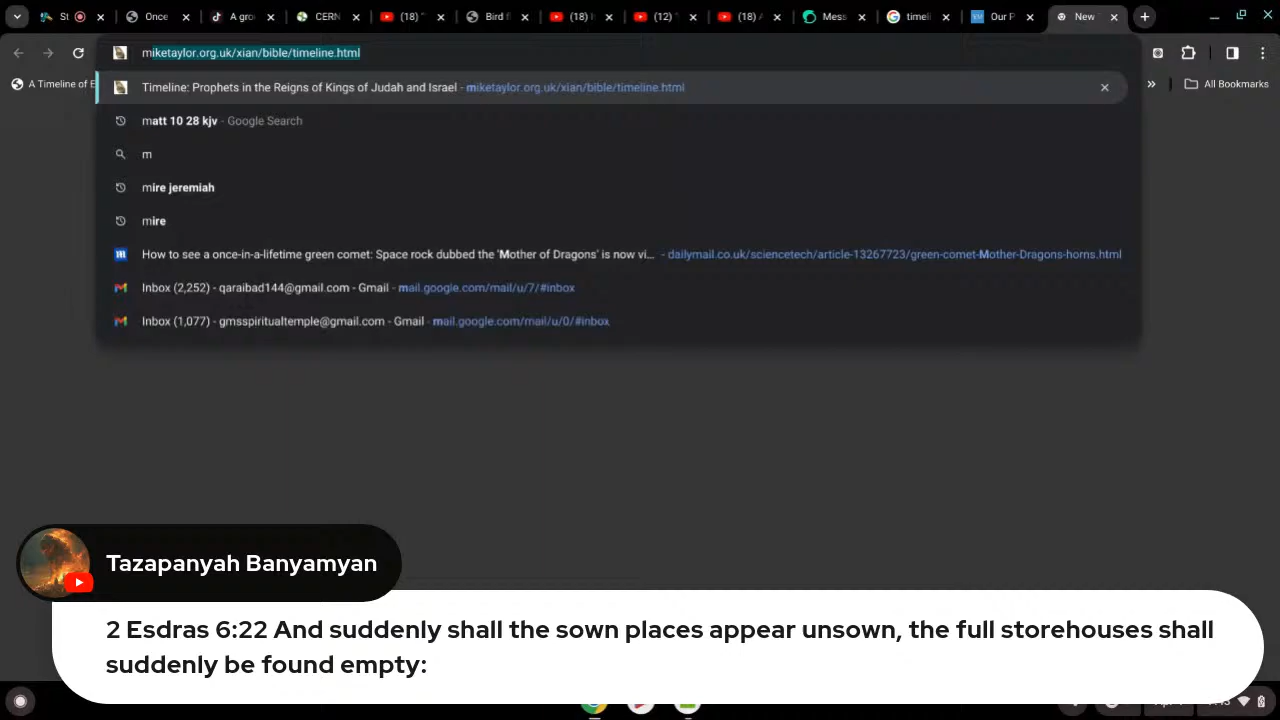 St
Once
A gro
CERN
(18) "
Bird f
(18)
(12) "
(18) /
Mess
timeli
Our P
New
miketaylor.org.uk/xian/bible/timeline.html
A Timeline of E
All Bookmarks
Timeline: Prophets in the Reigns of Kings of Judah and Israel - miketaylor.org.uk/xian/bible/timeline.html
matt 10 28 kjv - Google Search
m
mire jeremiah
mire
How to see a once-in-a-lifetime green comet: Space rock dubbed the 'Mother of Dragons' is now vi... - dailymail.co.uk/sciencetech/article-13267723/green-comet-Mother-Dragons-horns.html
Inbox (2,252) - qaraibad144@gmail.com - Gmail - mail.google.com/mail/u/7/#inbox
Inbox (1,077) - gmsspiritualtemple@gmail.com - Gmail - mail.google.com/mail/u/0/#inbox
Tazapanyah Banyamyan
2 Esdras 6:22 And suddenly shall the sown places appear unsown, the full storehouses shall
suddenly be found empty: